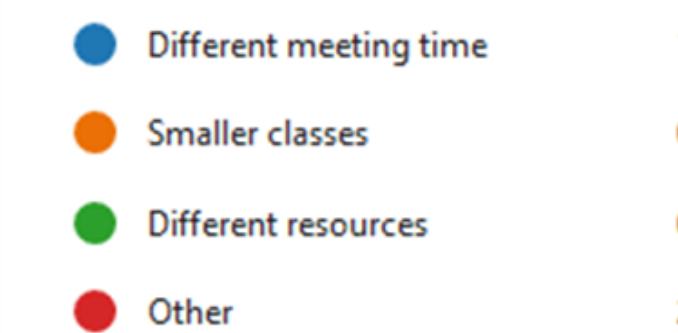 Different meeting time
Smaller classes
Different resources
Other